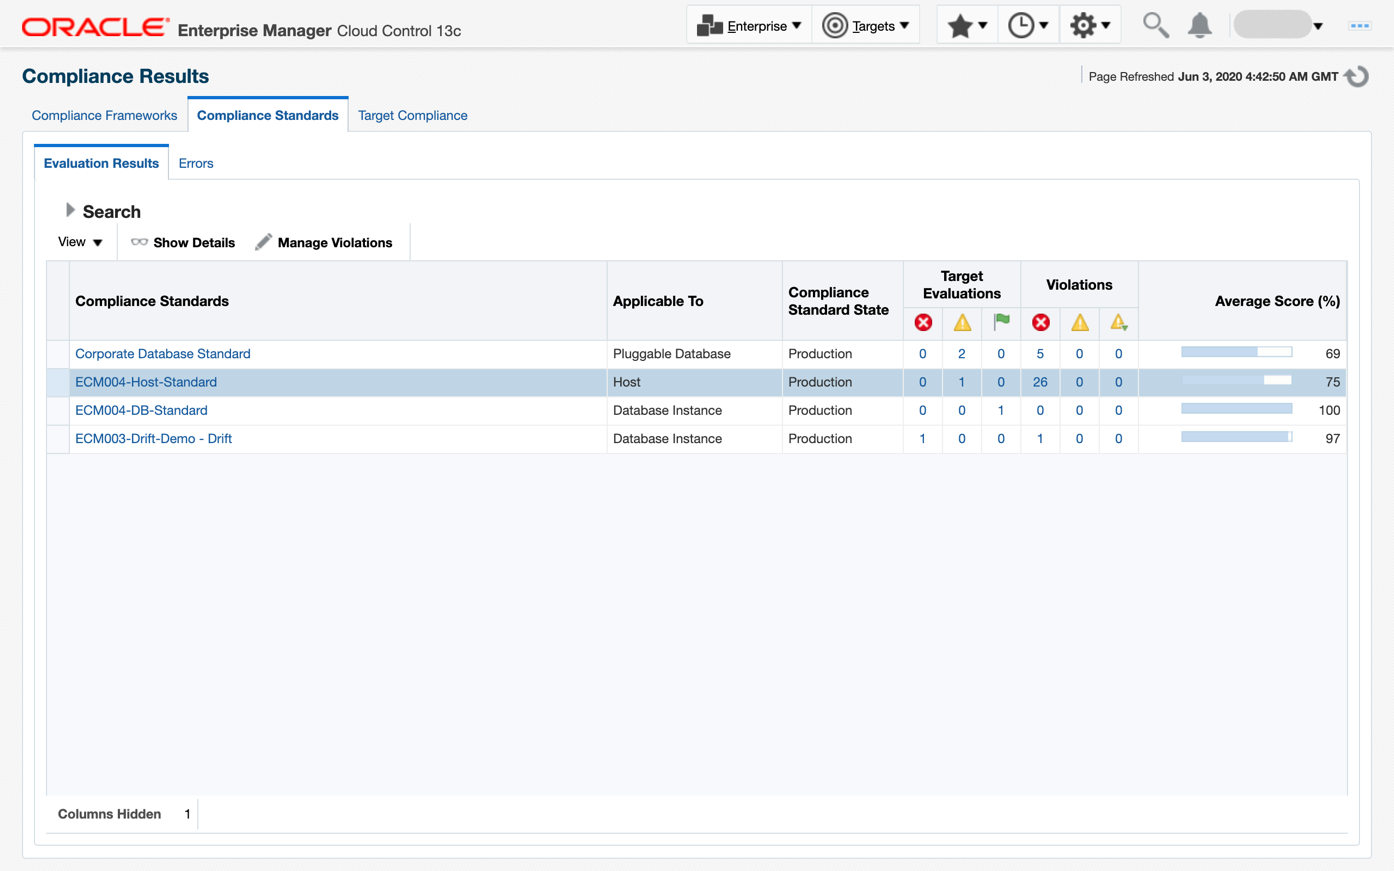 ORACLE Enterprise Manager Cloud Control 13c Enterprise Targets
Compliance Results
Page Refreshed Jun 3, 2020 4:42:50 AM GMT
Compliance Frameworks Compliance Standards Target Compliance
Evaluation Results Errors
Search
View Show Details Manage Violations
Compliance Standards Applicable To Compliance Standard State Target Evaluations Violations Average Score (%)
Corporate Database Standard Pluggable Database Production 0 2 0 5 0 0 69
ECM004-Host-Standard Host Production 0 1 0 26 0 0 75
ECM004-DB-Standard Database Instance Production 0 0 1 0 0 0 100
ECM003-Drift-Demo - Drift Database Instance Production 1 0 0 1 0 0 97
Columns Hidden 1